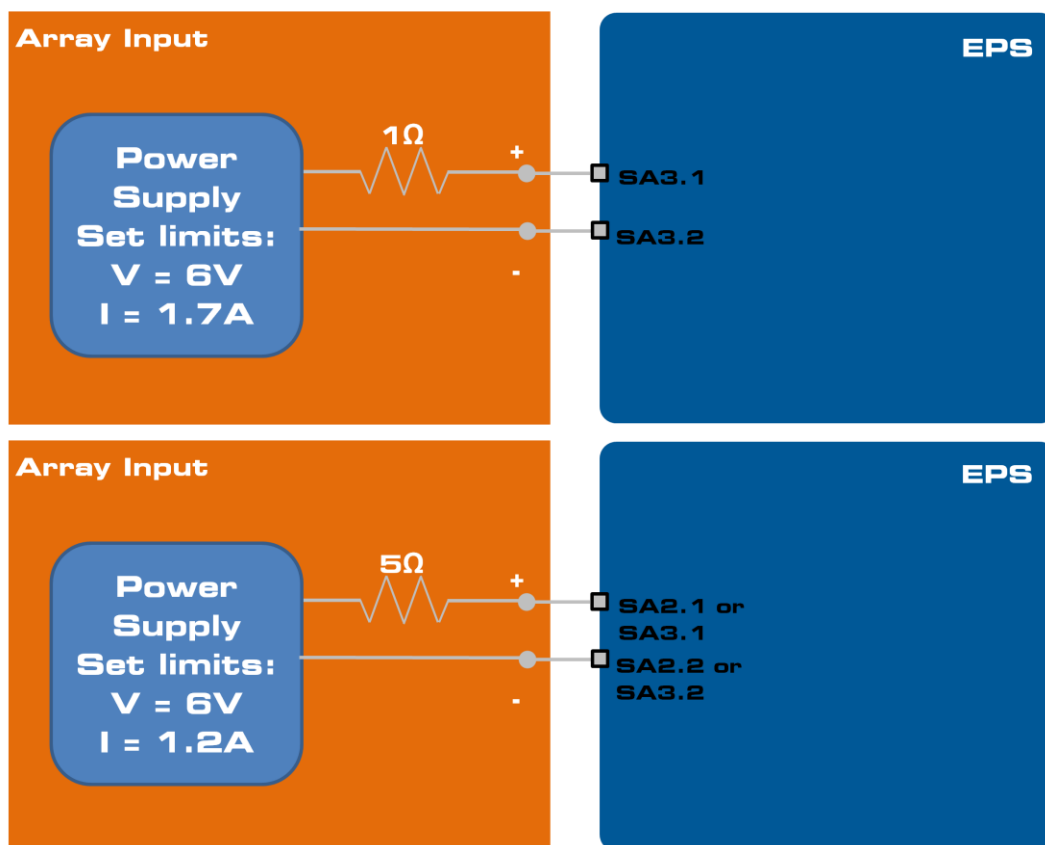 Array Input
EPS
Power
Supply
Set limits:
V = 6V
I = 1.7A
1Ω
+
-
SA3.1
SA3.2
Array Input
EPS
Power
Supply
Set limits:
V = 6V
I = 1.2A
5Ω
+
-
SA2.1 or
SA3.1
SA2.2 or
SA3.2